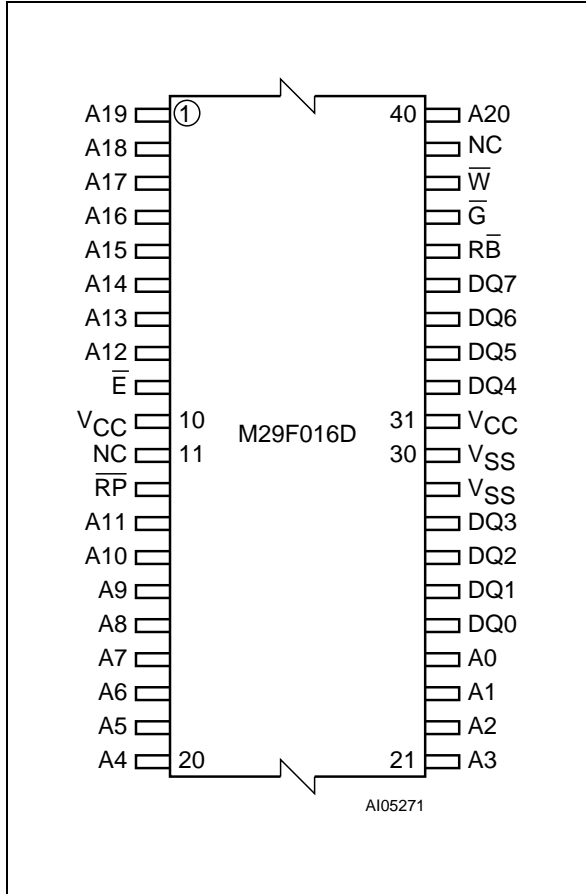 A19 ① 40 A20
A18 NC
A17 W̅
A16 G̅
A15 RB̅
A14 DQ7
A13 DQ6
A12 DQ5
E̅ DQ4
VCC 10 31 VCC
M29F016D
NC 11 30 VSS
R̅P̅ VSS
A11 DQ3
A10 DQ2
A9 DQ1
A8 DQ0
A7 A0
A6 A1
A5 A2
A4 20 21 A3
AI05271